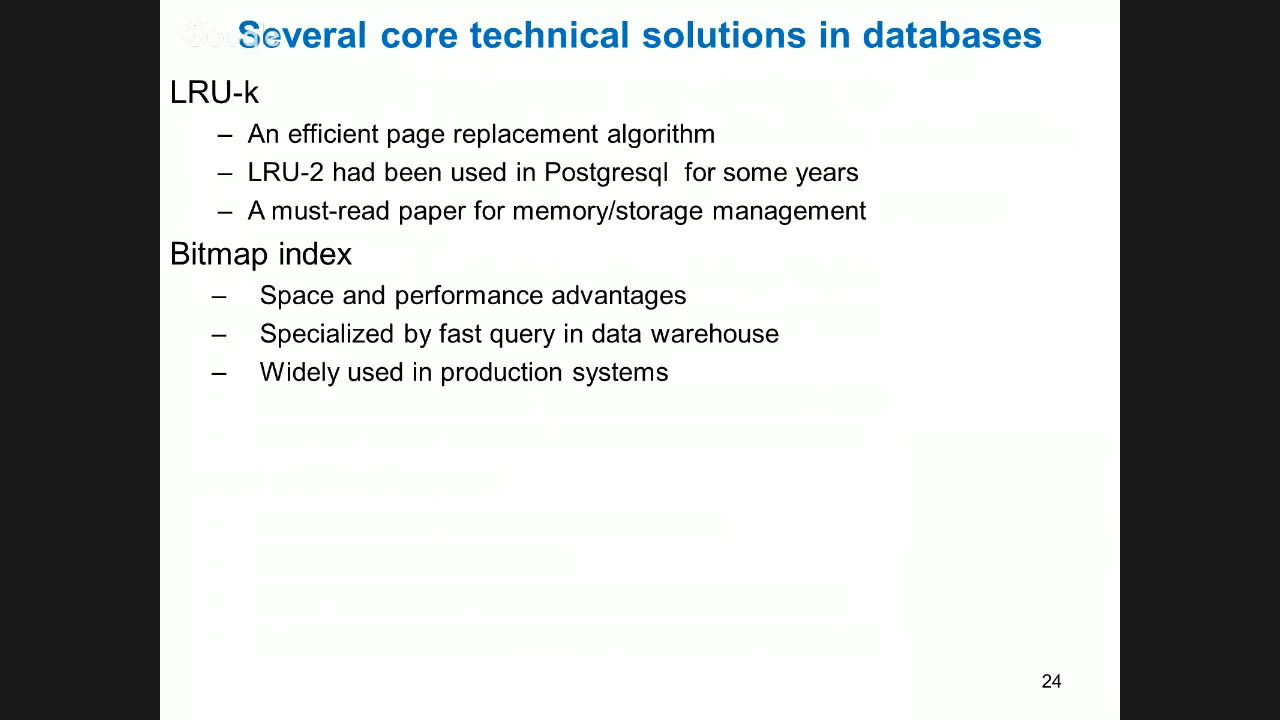 Google
Several core technical solutions in databases
LRU-k
– An efficient page replacement algorithm
– LRU-2 had been used in Postgresql for some years
– A must-read paper for memory/storage management
Bitmap index
– Space and performance advantages
– Specialized by fast query in data warehouse
– Widely used in production systems
24